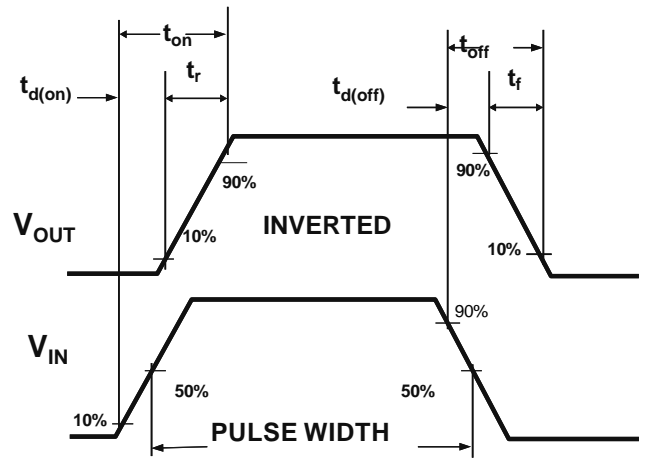 t_on
t_off
t_d(on)
t_r
t_d(off)
t_f
90%
90%
V_OUT
INVERTED
10%
10%
90%
V_IN
50%
50%
10%
PULSE WIDTH